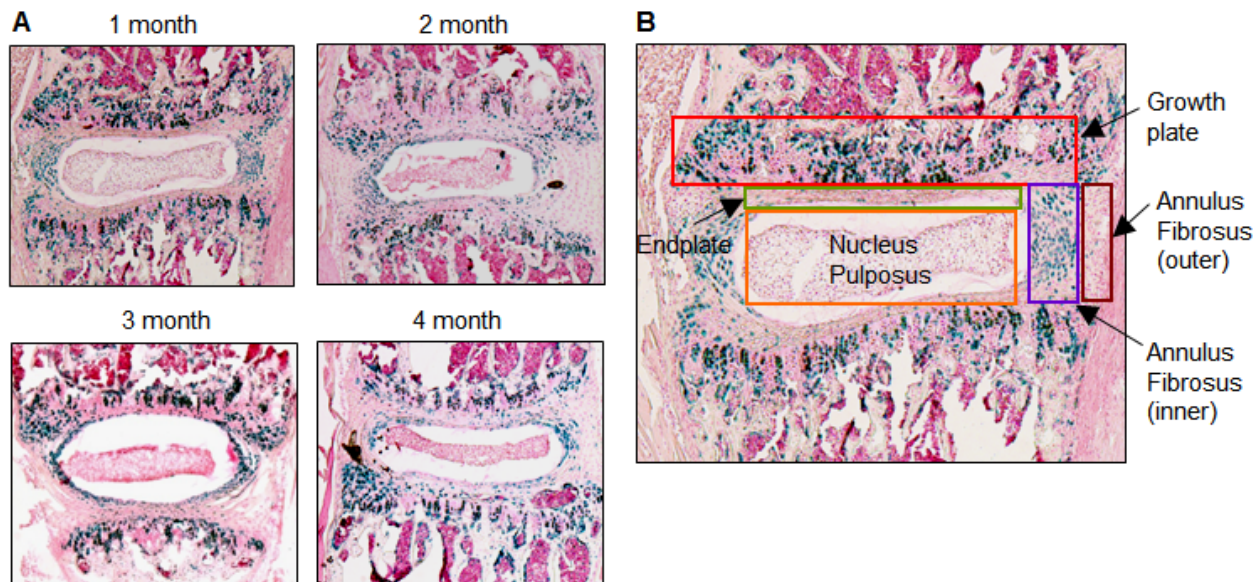 A
1 month
2 month
3 month
4 month
B
Growth
plate
Endplate
Nucleus
Pulposus
Annulus
Fibrosus
(outer)
Annulus
Fibrosus
(inner)